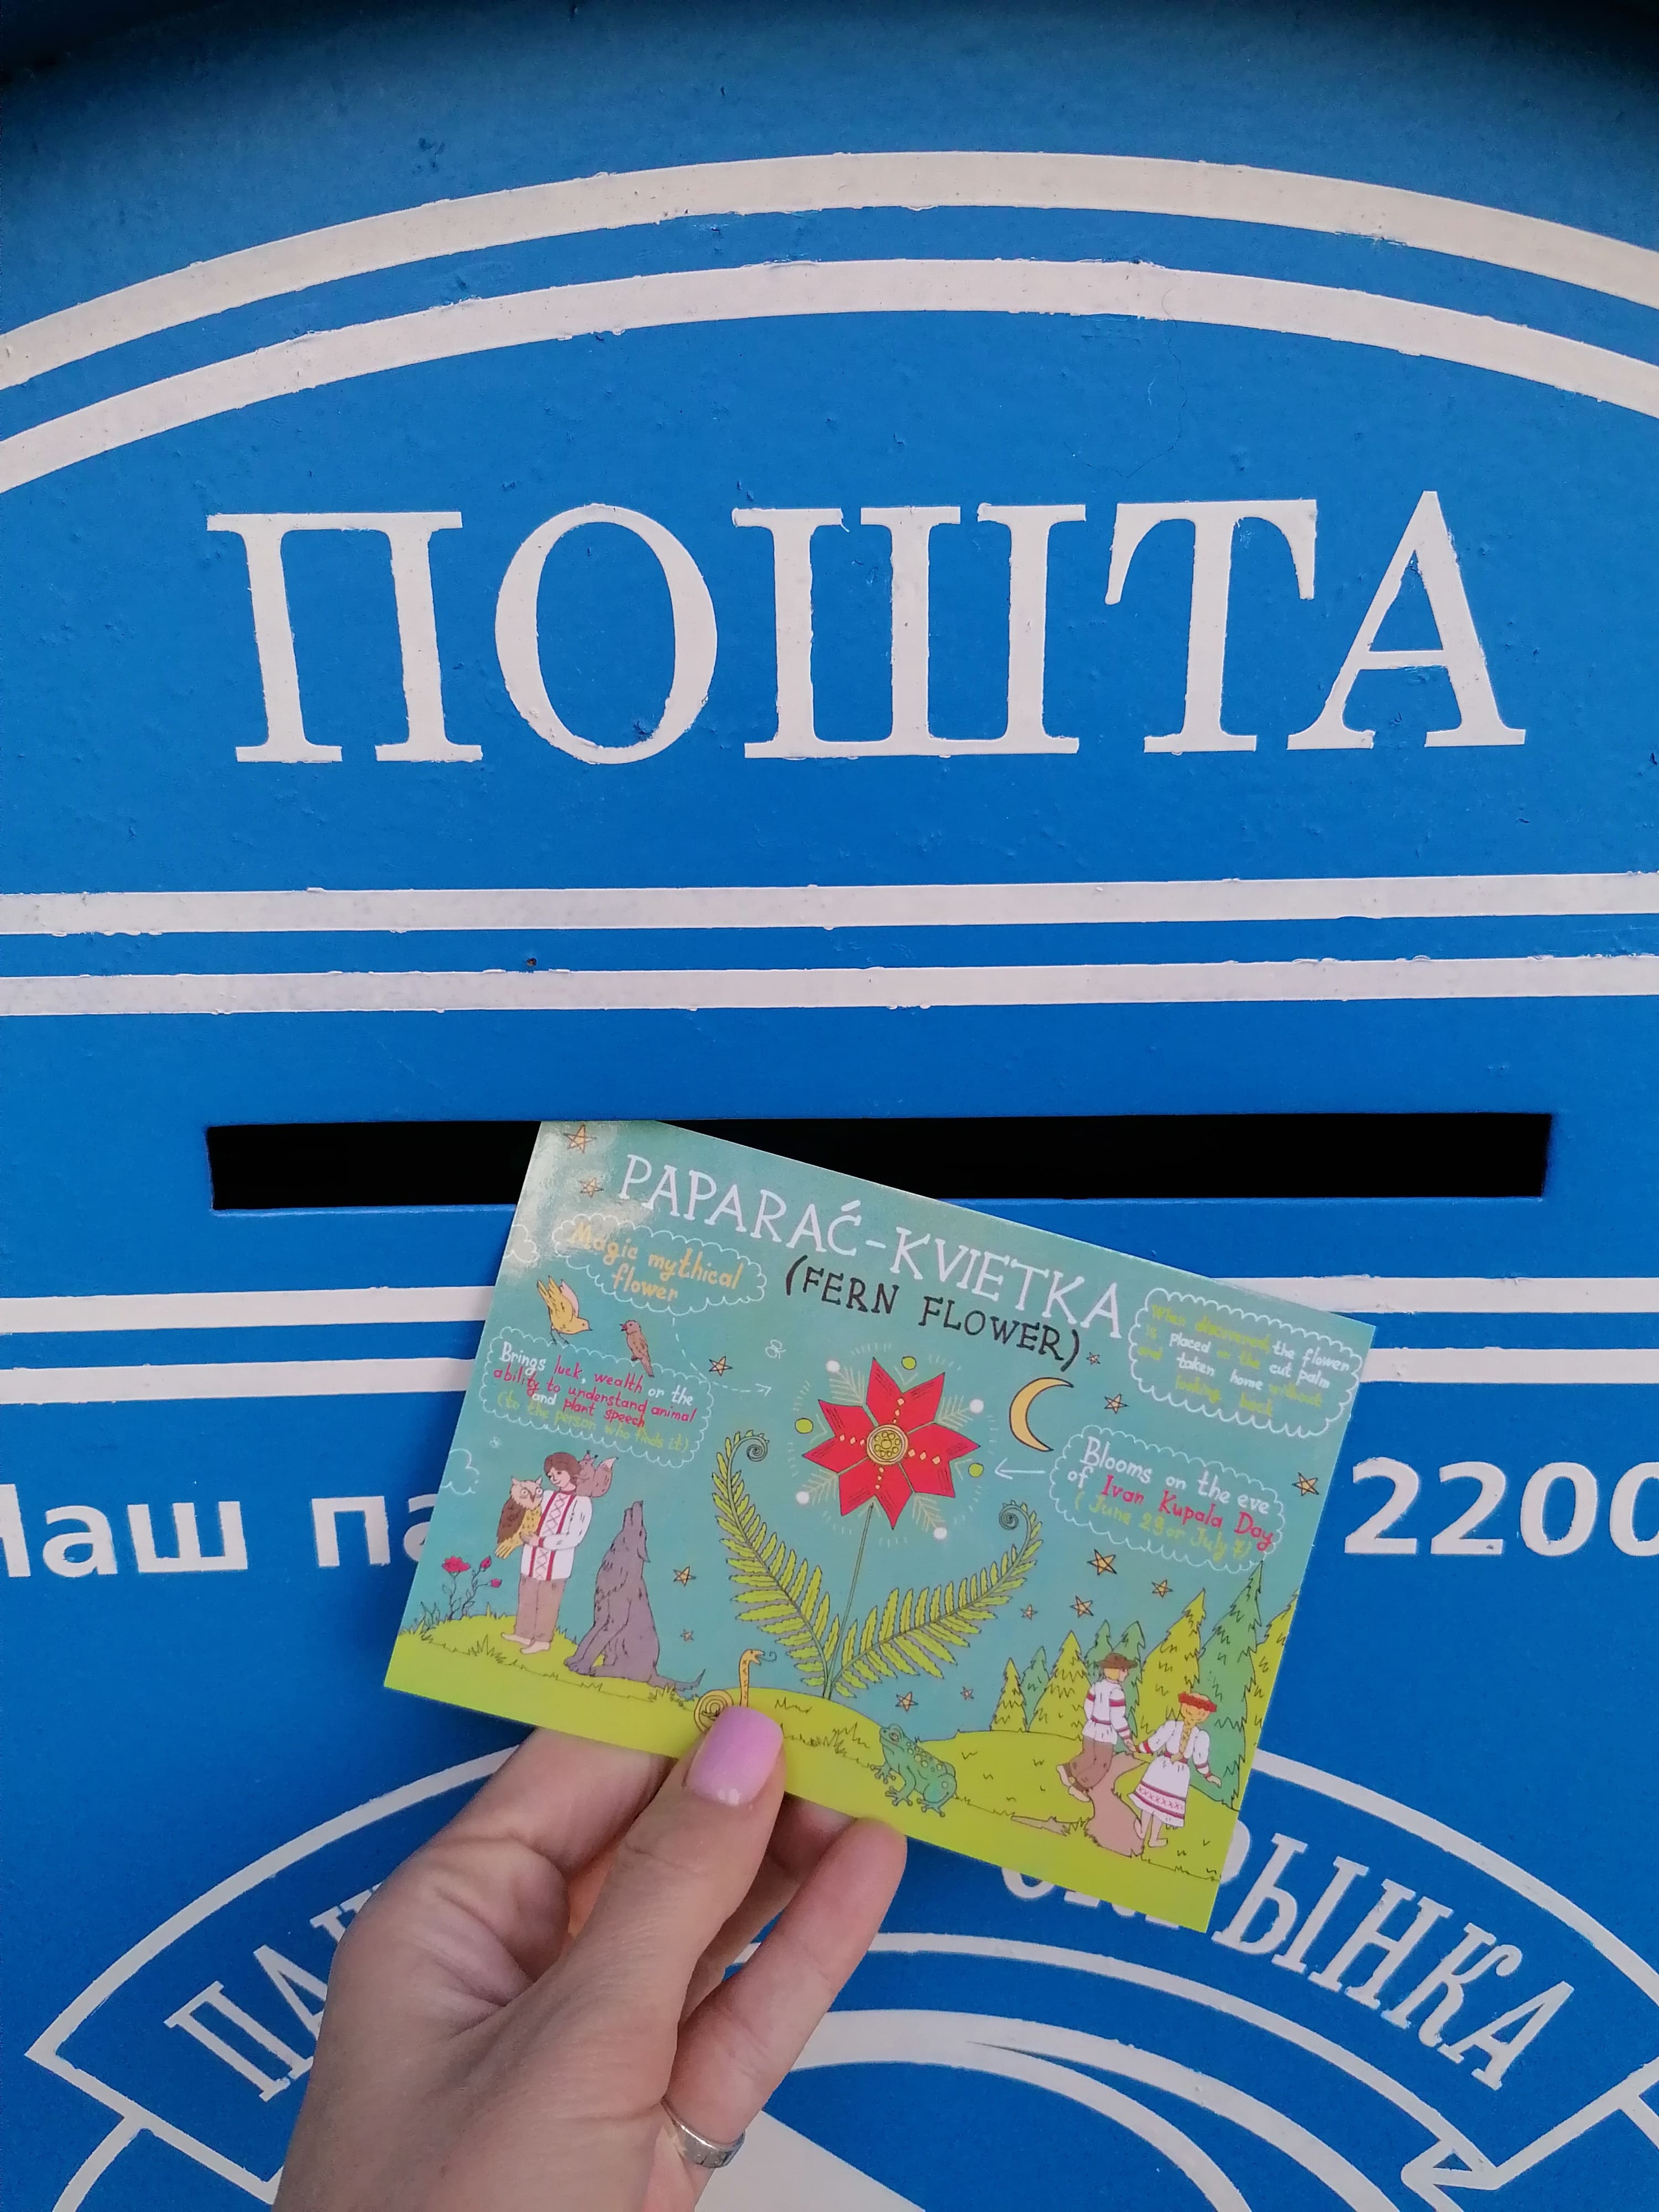 ПОШТА
PAPARAĆ-KVIETKA
(FERN FLOWER)
Magic mythical
flower
When discovered, the flower
is placed in the cut palm
and taken home without
looking back
Brings luck, wealth or the
ability to understand animal
and plant speech
(to the person who finds it)
Blooms on the eve
of Ivan Kupala Day
(June 23 or July 7)
Наш па
2200
ПА
РЫНКА